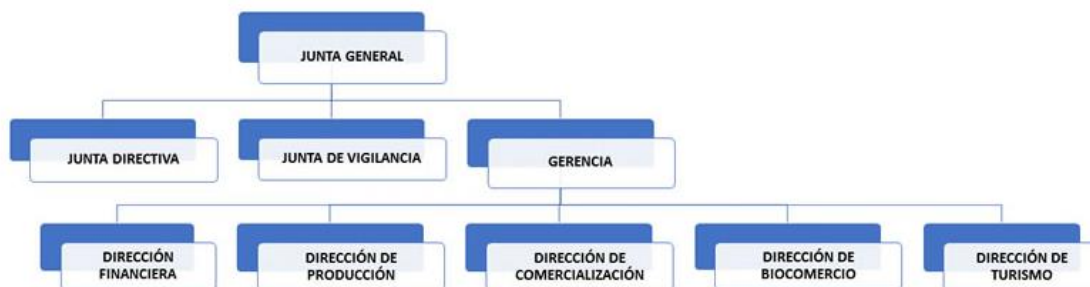 JUNTA GENERAL
JUNTA DIRECTIVA
JUNTA DE VIGILANCIA
GERENCIA
DIRECCIÓN
FINANCIERA
DIRECCIÓN DE
PRODUCCIÓN
DIRECCIÓN DE
COMERCIALIZACIÓN
DIRECCIÓN DE
BIOCOMERCIO
DIRECCIÓN DE
TURISMO